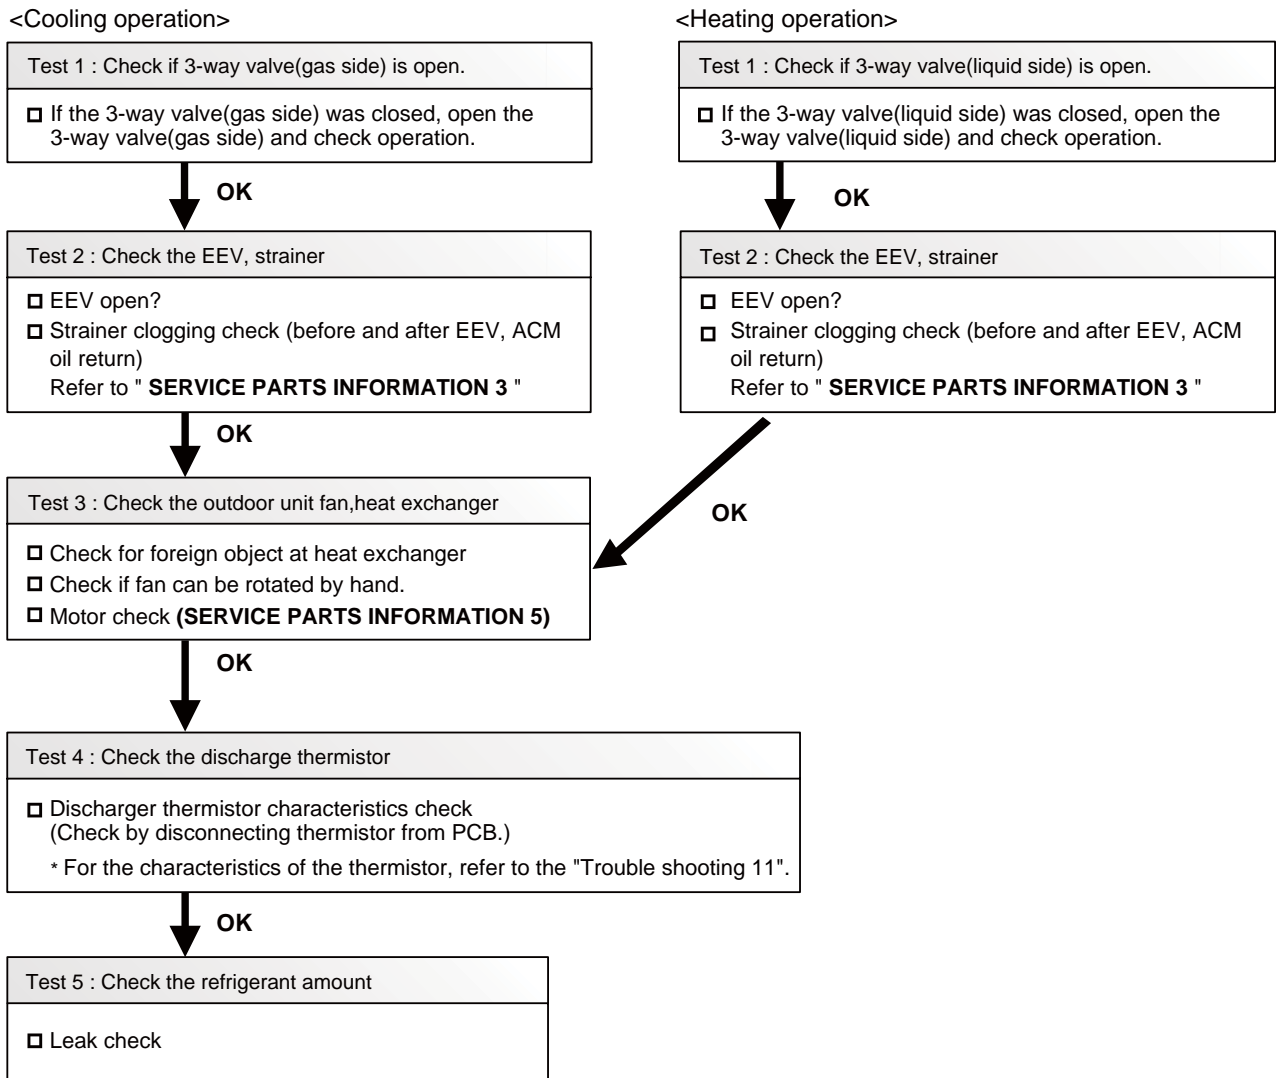 <Cooling operation>
Test 1 : Check if 3-way valve(gas side) is open.
If the 3-way valve(gas side) was closed, open the
3-way valve(gas side) and check operation.
OK
Test 2 : Check the EEV, strainer
EEV open?
Strainer clogging check (before and after EEV, ACM
oil return)
Refer to " SERVICE PARTS INFORMATION 3 "
OK
<Heating operation>
Test 1 : Check if 3-way valve(liquid side) is open.
If the 3-way valve(liquid side) was closed, open the
3-way valve(liquid side) and check operation.
OK
Test 2 : Check the EEV, strainer
EEV open?
Strainer clogging check (before and after EEV, ACM
oil return)
Refer to " SERVICE PARTS INFORMATION 3 "
OK
Test 3 : Check the outdoor unit fan,heat exchanger
Check for foreign object at heat exchanger
Check if fan can be rotated by hand.
Motor check (SERVICE PARTS INFORMATION 5)
OK
Test 4 : Check the discharge thermistor
Discharger thermistor characteristics check
(Check by disconnecting thermistor from PCB.)
* For the characteristics of the thermistor, refer to the "Trouble shooting 11".
OK
Test 5 : Check the refrigerant amount
Leak check